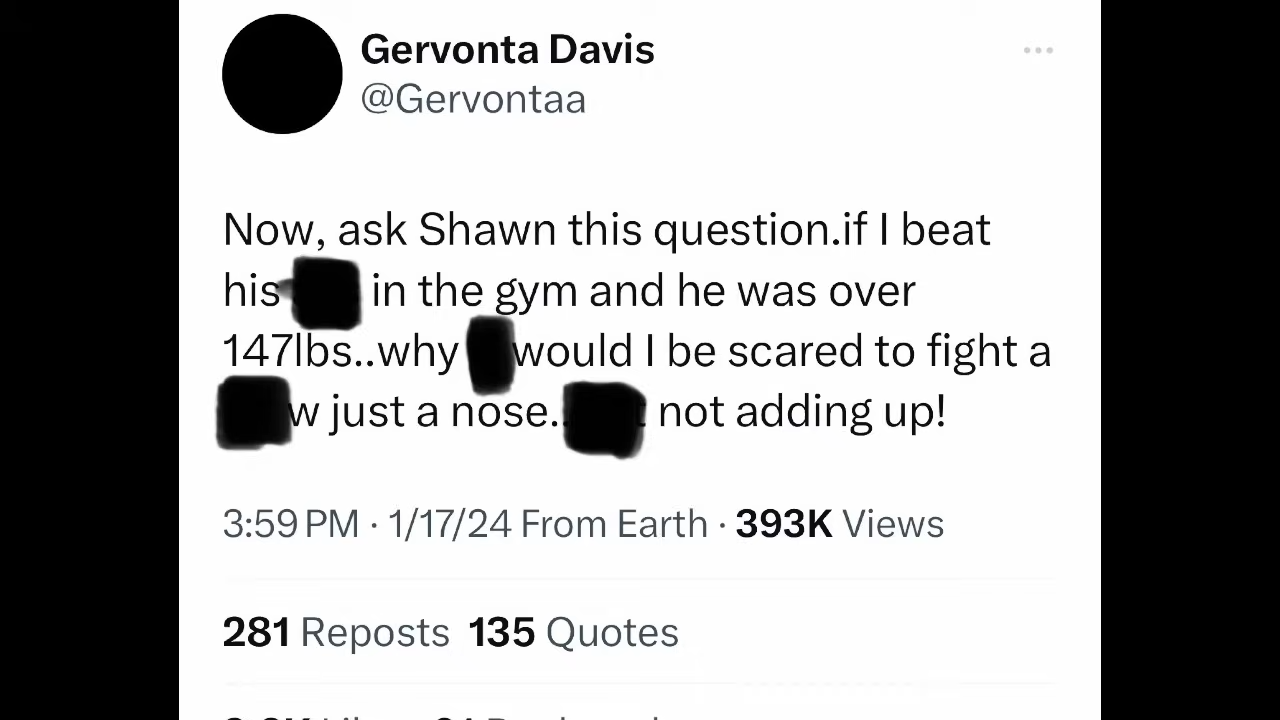 Gervonta Davis
@Gervontaa
Now, ask Shawn this question.if I beat
his in the gym and he was over
147lbs..why would I be scared to fight a
just a nose.. not adding up!
3:59 PM · 1/17/24 From Earth · 393K Views
281 Reposts 135 Quotes